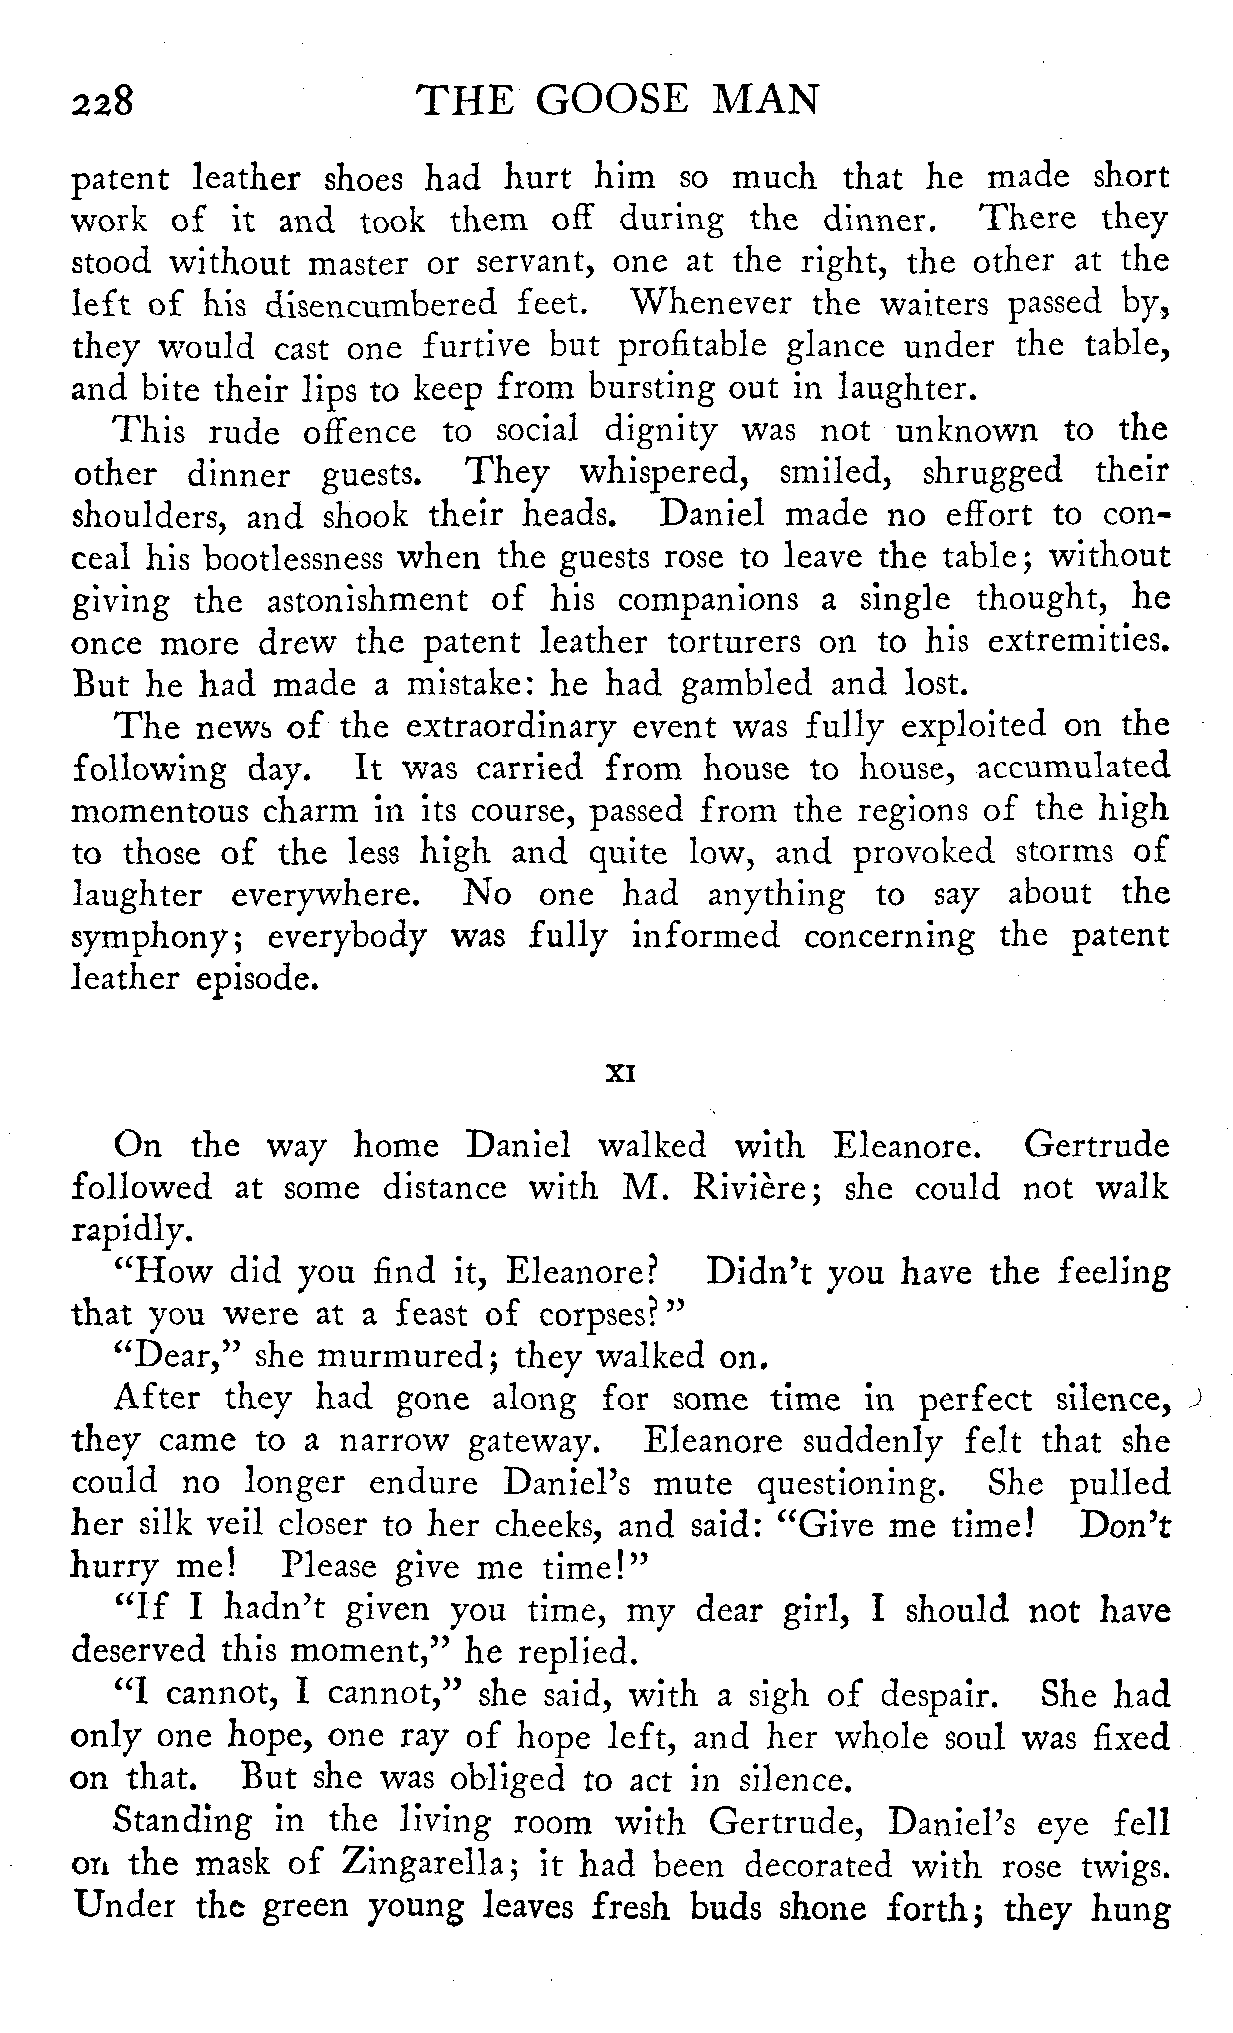 228 THE GOOSE MAN
patent leather shoes had hurt him so much that he made short
work of it and took them off during the dinner. There they
stood without master or servant, one at the right, the other at the
left of his disencumbered feet. Whenever the waiters passed by,
they would cast one furtive but profitable glance under the table,
and bite their lips to keep from bursting out in laughter.
This rude offence to social dignity was not unknown to the
other dinner guests. They whispered, smiled, shrugged their
shoulders, and shook their heads. Daniel made no effort to con-
ceal his bootlessness when the guests rose to leave the table; without
giving the astonishment of his companions a single thought, he
once more drew the patent leather torturers on to his extremities.
But he had made a mistake: he had gambled and lost.
The news of the extraordinary event was fully exploited on the
following day. It was carried from house to house, accumulated
momentous charm in its course, passed from the regions of the high
to those of the less high and quite low, and provoked storms of
laughter everywhere. No one had anything to say about the
symphony; everybody was fully informed concerning the patent
leather episode.
XI
On the way home Daniel walked with Eleanore. Gertrude
followed at some distance with M. Rivière; she could not walk
rapidly.
"How did you find it, Eleanore? Didn't you have the feeling
that you were at a feast of corpses?"
"Dear," she murmured; they walked on.
After they had gone along for some time in perfect silence,
they came to a narrow gateway. Eleanore suddenly felt that she
could no longer endure Daniel's mute questioning. She pulled
her silk veil closer to her cheeks, and said: "Give me time! Don't
hurry me! Please give me time!"
"If I hadn't given you time, my dear girl, I should not have
deserved this moment," he replied.
"I cannot, I cannot," she said, with a sigh of despair. She had
only one hope, one ray of hope left, and her whole soul was fixed
on that. But she was obliged to act in silence.
Standing in the living room with Gertrude, Daniel's eye fell
on the mask of Zingarella; it had been decorated with rose twigs.
Under the green young leaves fresh buds shone forth; they hung